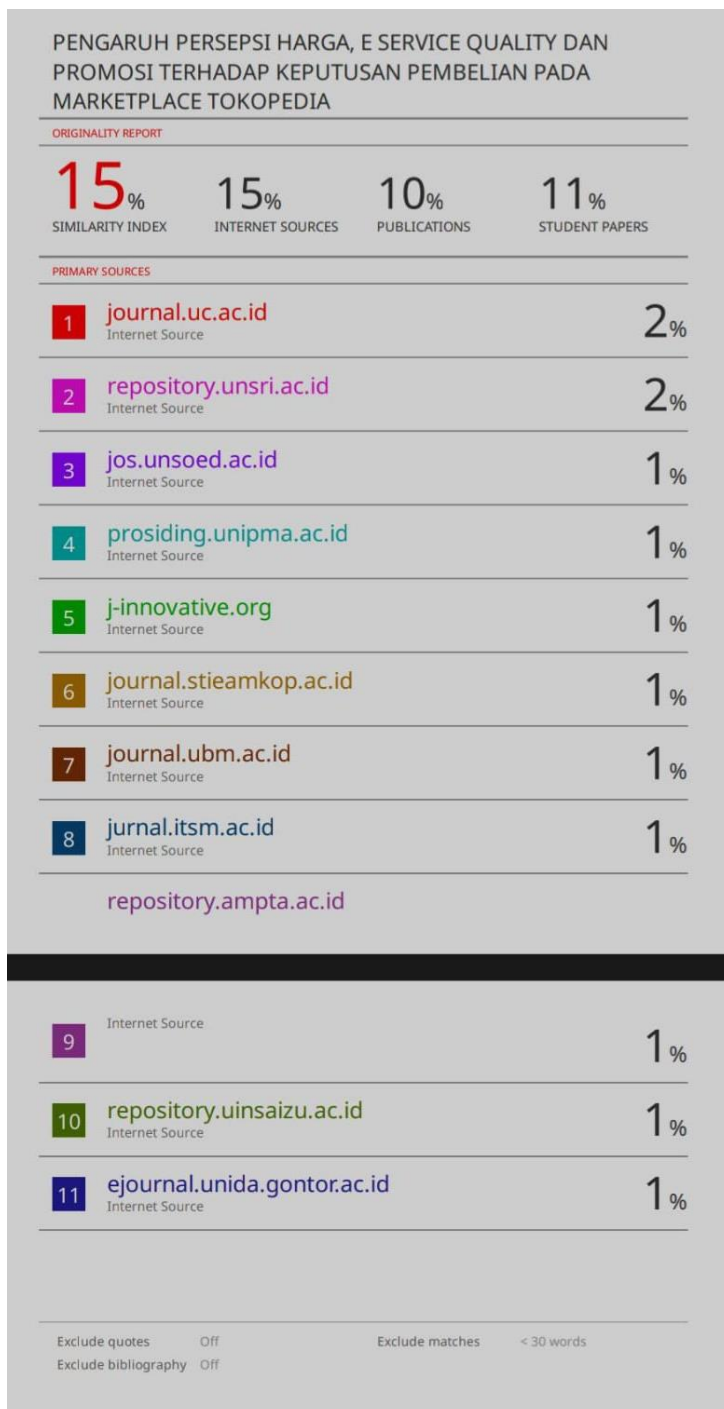 PENGARUH PERSEPSI HARGA, E SERVICE QUALITY DAN
PROMOSI TERHADAP KEPUTUSAN PEMBELIAN PADA
MARKETPLACE TOKOPEDIA
ORIGINALITY REPORT
15% 15% 10% 11%
SIMILARITY INDEX INTERNET SOURCES PUBLICATIONS STUDENT PAPERS
PRIMARY SOURCES
1 journal.uc.ac.id 2%
Internet Source
2 repository.unsri.ac.id 2%
Internet Source
3 jos.unsoed.ac.id 1%
Internet Source
4 prosiding.unipma.ac.id 1%
Internet Source
5 j-innovative.org 1%
Internet Source
6 journal.stieamkop.ac.id 1%
Internet Source
7 journal.ubm.ac.id 1%
Internet Source
8 jurnal.itsm.ac.id 1%
Internet Source
repository.ampta.ac.id
Internet Source
9 1%
10 repository.uinsaizu.ac.id 1%
Internet Source
11 ejournal.unida.gontor.ac.id 1%
Internet Source
Exclude quotes Off Exclude matches < 30 words
Exclude bibliography Off